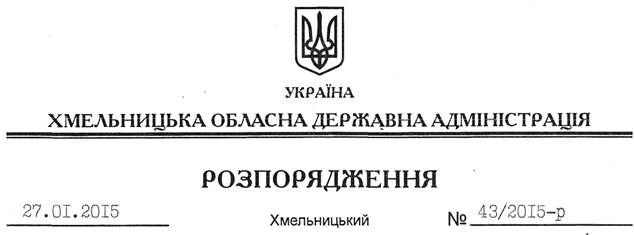 УКРАЇНА
ХМЕЛЬНИЦЬКА ОБЛАСНА ДЕРЖАВНА АДМІНІСТРАЦІЯ
РОЗПОРЯДЖЕННЯ
27.01.2015 Хмельницький № 43/2015-р